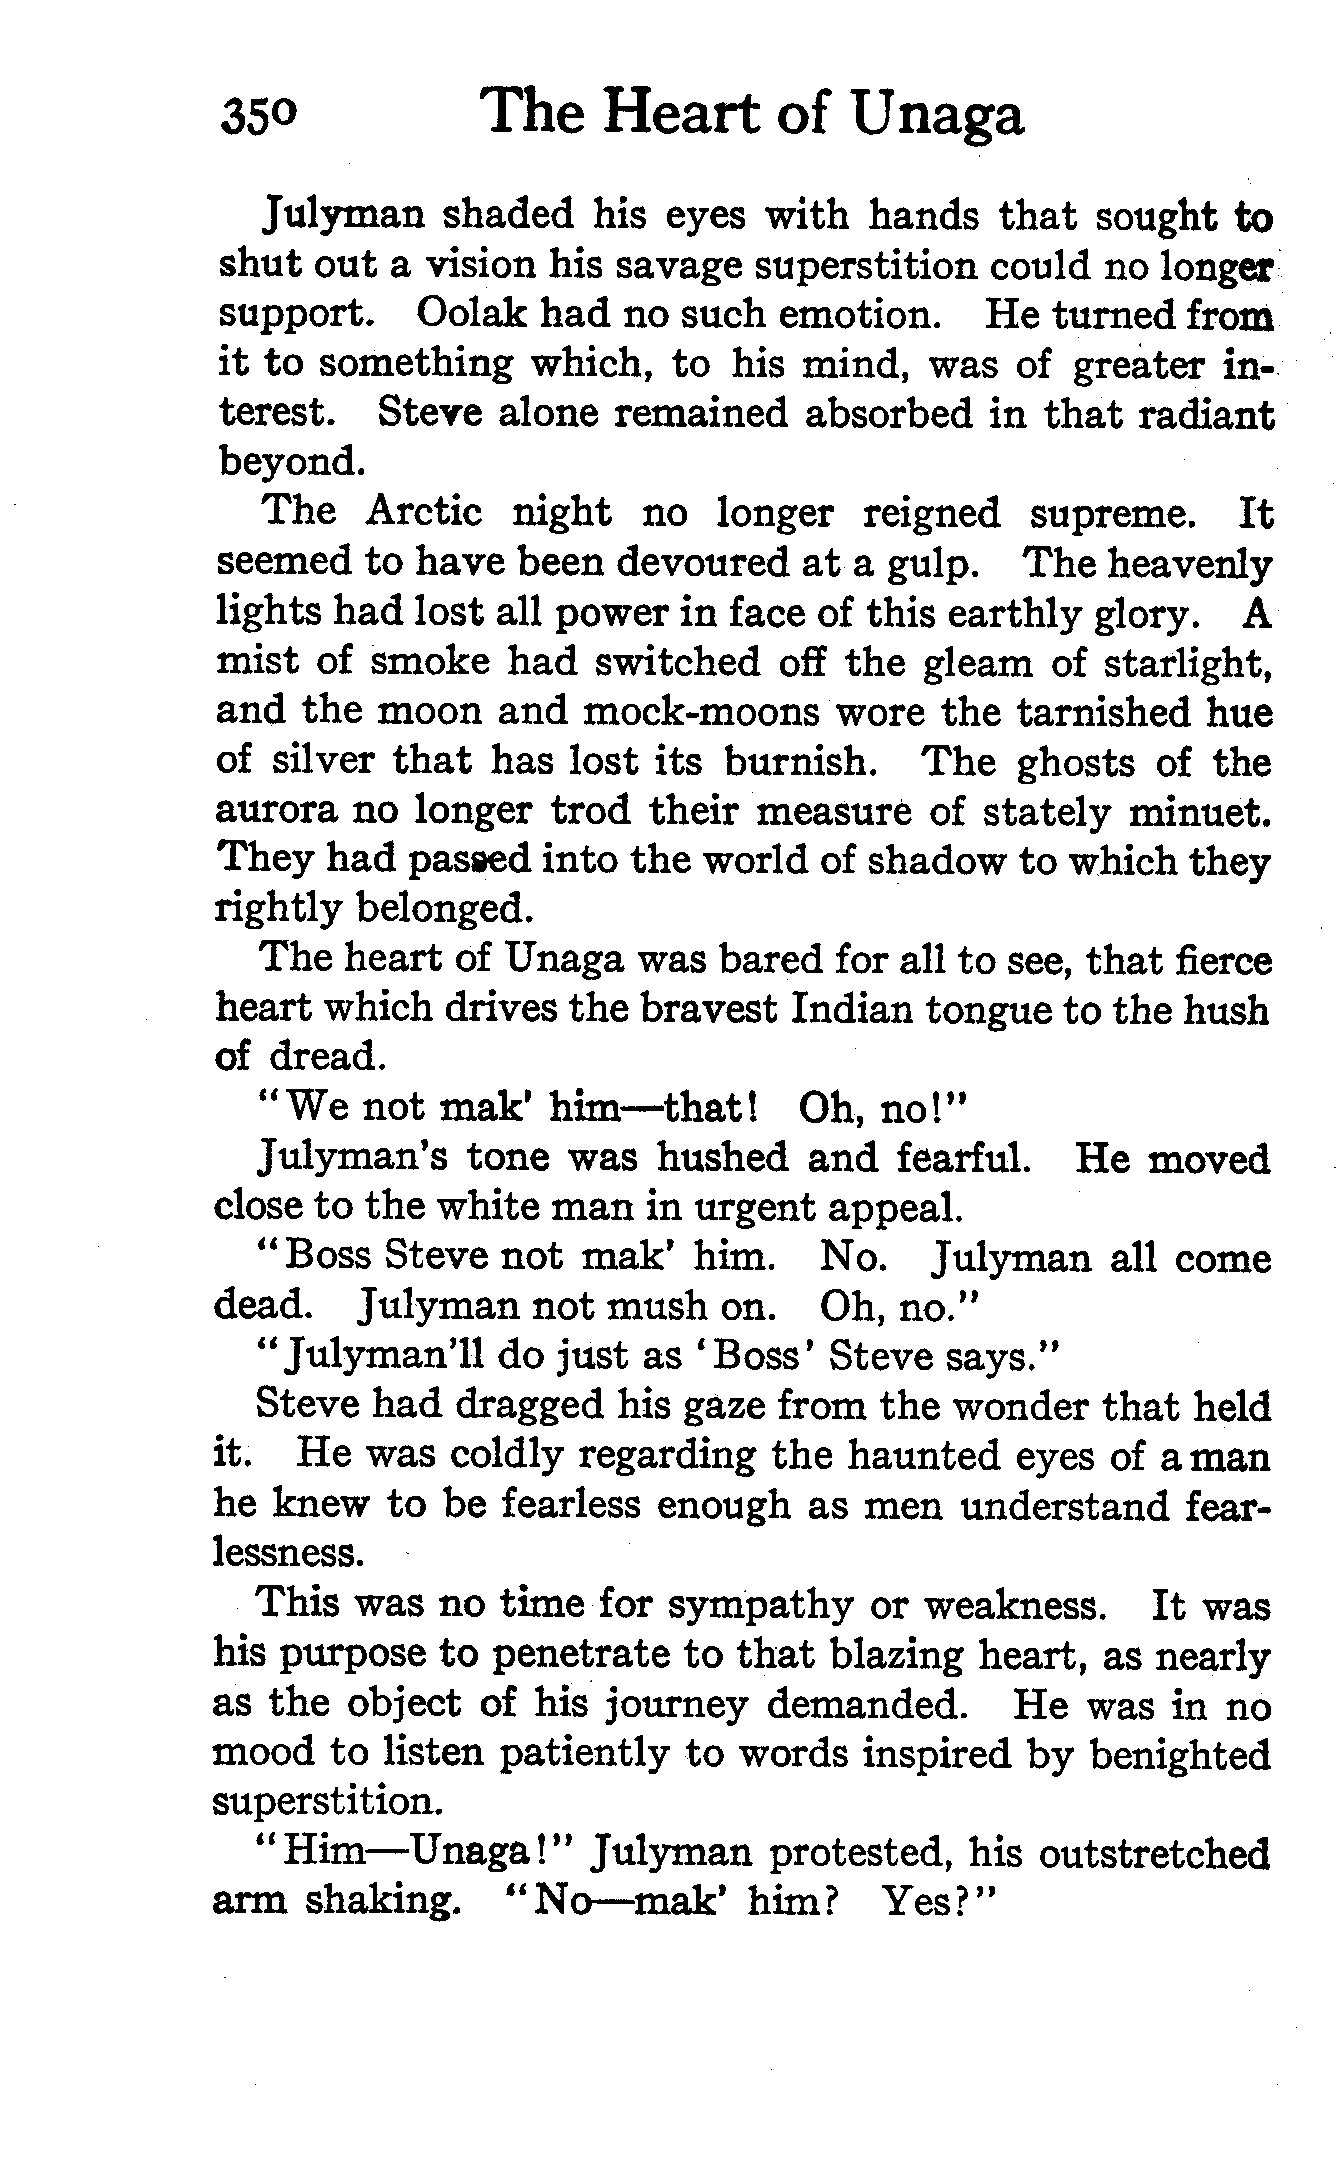 350 The Heart of Unaga
Julyman shaded his eyes with hands that sought to
shut out a vision his savage superstition could no longer
support. Oolak had no such emotion. He turned from
it to something which, to his mind, was of greater in-
terest. Steve alone remained absorbed in that radiant
beyond.
The Arctic night no longer reigned supreme. It
seemed to have been devoured at a gulp. The heavenly
lights had lost all power in face of this earthly glory. A
mist of smoke had switched off the gleam of starlight,
and the moon and mock-moons wore the tarnished hue
of silver that has lost its burnish. The ghosts of the
aurora no longer trod their measure of stately minuet.
They had passed into the world of shadow to which they
rightly belonged.
The heart of Unaga was bared for all to see, that fierce
heart which drives the bravest Indian tongue to the hush
of dread.
"We not mak' him—that! Oh, no!"
Julyman's tone was hushed and fearful. He moved
close to the white man in urgent appeal.
"Boss Steve not mak' him. No. Julyman all come
dead. Julyman not mush on. Oh, no."
"Julyman'll do just as 'Boss' Steve says."
Steve had dragged his gaze from the wonder that held
it. He was coldly regarding the haunted eyes of a man
he knew to be fearless enough as men understand fear-
lessness.
This was no time for sympathy or weakness. It was
his purpose to penetrate to that blazing heart, as nearly
as the object of his journey demanded. He was in no
mood to listen patiently to words inspired by benighted
superstition.
"Him—Unaga!" Julyman protested, his outstretched
arm shaking. "No—mak' him? Yes?"